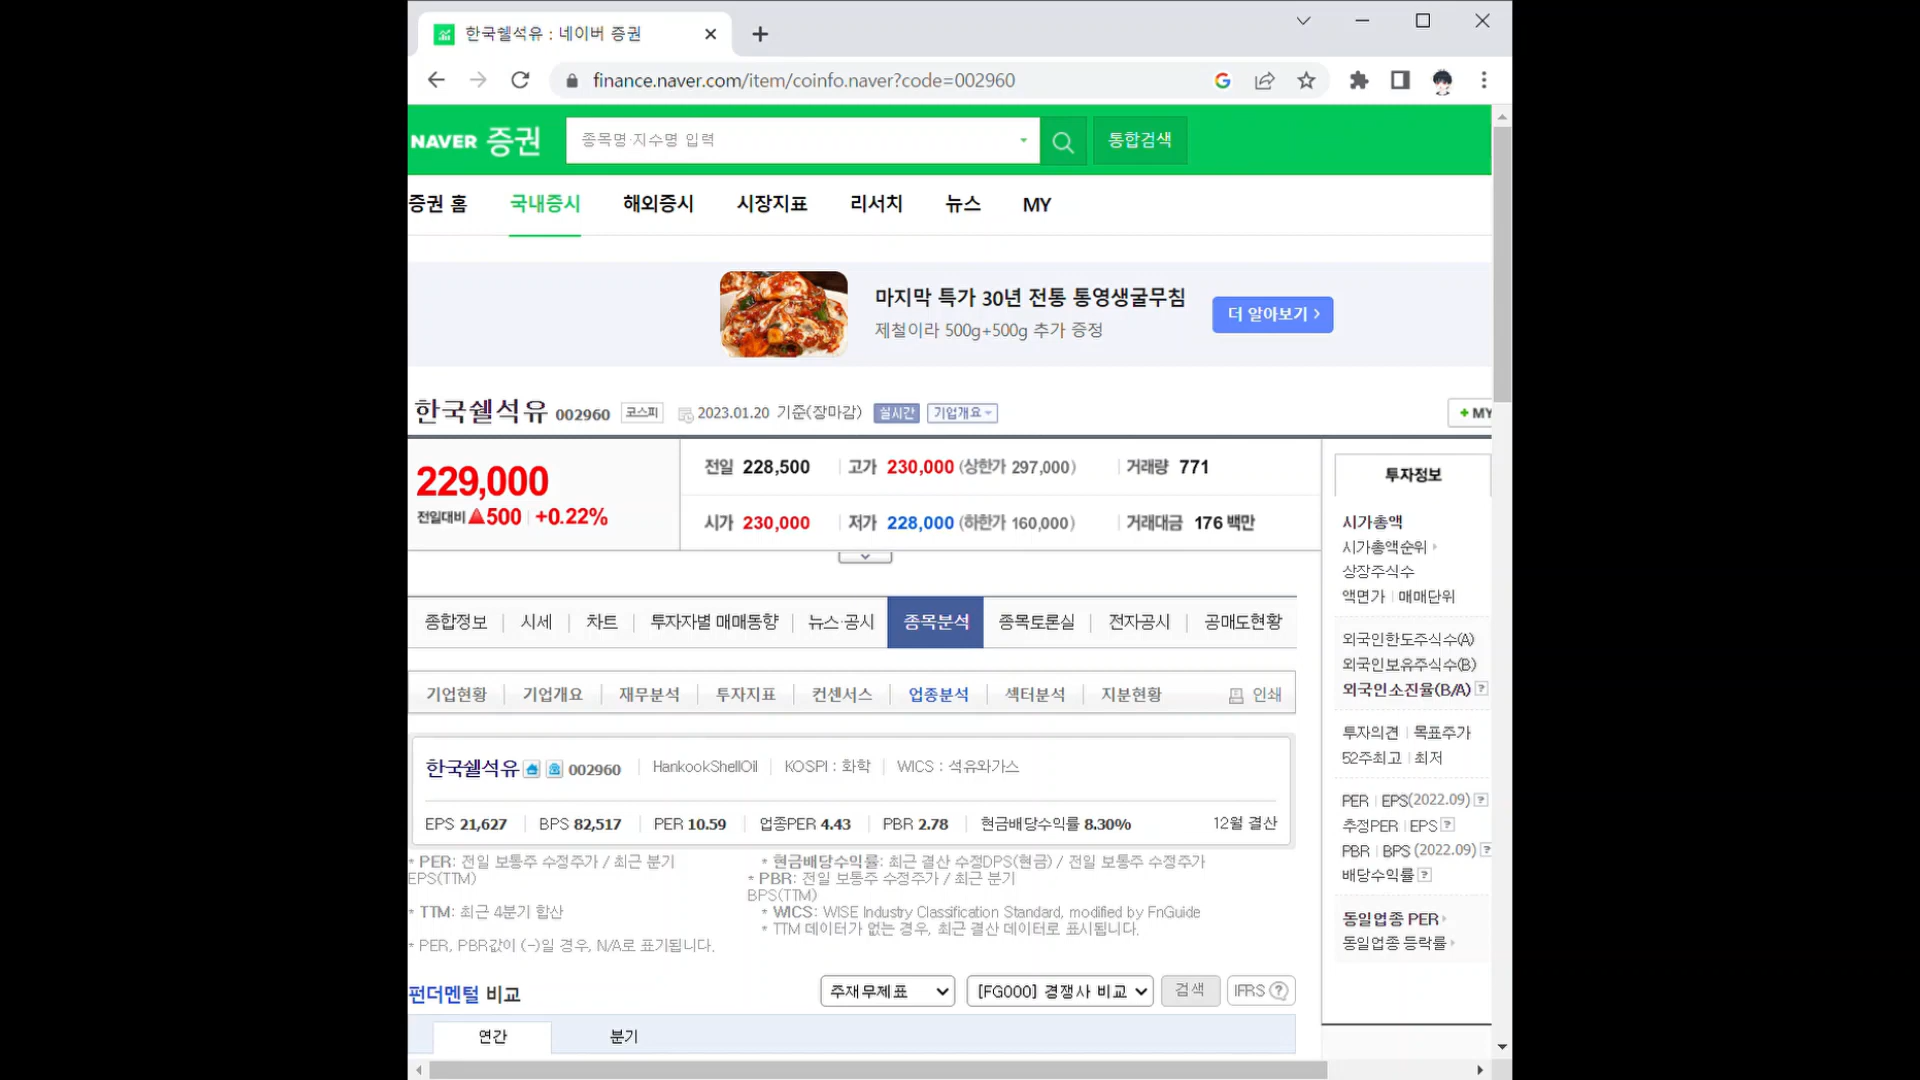 한국쉘석유 : 네이버 증권
finance.naver.com/item/coinfo.naver?code=002960
NAVER 증권
종목명·지수명 입력
통합검색
증권 홈 국내증시 해외증시 시장지표 리서치 뉴스 MY
마지막 특가 30년 전통 통영생굴무침
제철이라 500g+500g 추가 증정
더 알아보기 >
한국쉘석유 002960 코스피 2023.01.20 기준(장마감) 실시간 기업개요
+ MY
229,000
전일대비 ▲500 | +0.22%
전일 228,500 | 고가 230,000 (상한가 297,000) | 거래량 771
시가 230,000 | 저가 228,000 (하한가 160,000) | 거래대금 176 백만
종합정보 | 시세 | 차트 | 투자자별 매매동향 | 뉴스·공시 종목분석 종목토론실 | 전자공시 | 공매도현황
기업현황 | 기업개요 | 재무분석 | 투자지표 | 컨센서스 | 업종분석 | 섹터분석 | 지분현황 인쇄
한국쉘석유 002960 | HankookShellOil | KOSPI : 화학 | WICS : 석유와가스
EPS 21,627 | BPS 82,517 | PER 10.59 | 업종PER 4.43 | PBR 2.78 | 현금배당수익률 8.30% 12월 결산
* PER: 전일 보통주 수정주가 / 최근 분기
EPS(TTM)
* TTM: 최근 4분기 합산
* PER, PBR값이 (-)일 경우, N/A로 표기됩니다.
* 현금배당수익률: 최근 결산 수정DPS(현금) / 전일 보통주 수정주가
* PBR: 전일 보통주 수정주가 / 최근 분기
BPS(TTM)
* WICS: WISE Industry Classification Standard, modified by FnGuide
* TTM 데이터가 없는 경우, 최근 결산 데이터로 표시됩니다.
펀더멘털 비교
주재무제표
[FG000] 경쟁사 비교
검색
IFRS ?
연간 분기
투자정보
시가총액
시가총액순위
상장주식수
액면가 | 매매단위
외국인한도주식수(A)
외국인보유주식수(B)
외국인소진율(B/A) ?
투자의견 | 목표주가
52주최고 | 최저
PER | EPS(2022.09) ?
추정PER | EPS ?
PBR | BPS (2022.09) ?
배당수익률 ?
동일업종 PER
동일업종 등락률